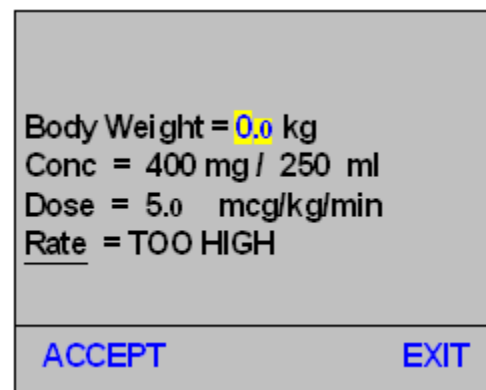 Body Weight = 0.0 kg
Conc = 400 mg / 250 ml
Dose = 5.0 mcg/kg/min
Rate = TOO HIGH
ACCEPT EXIT